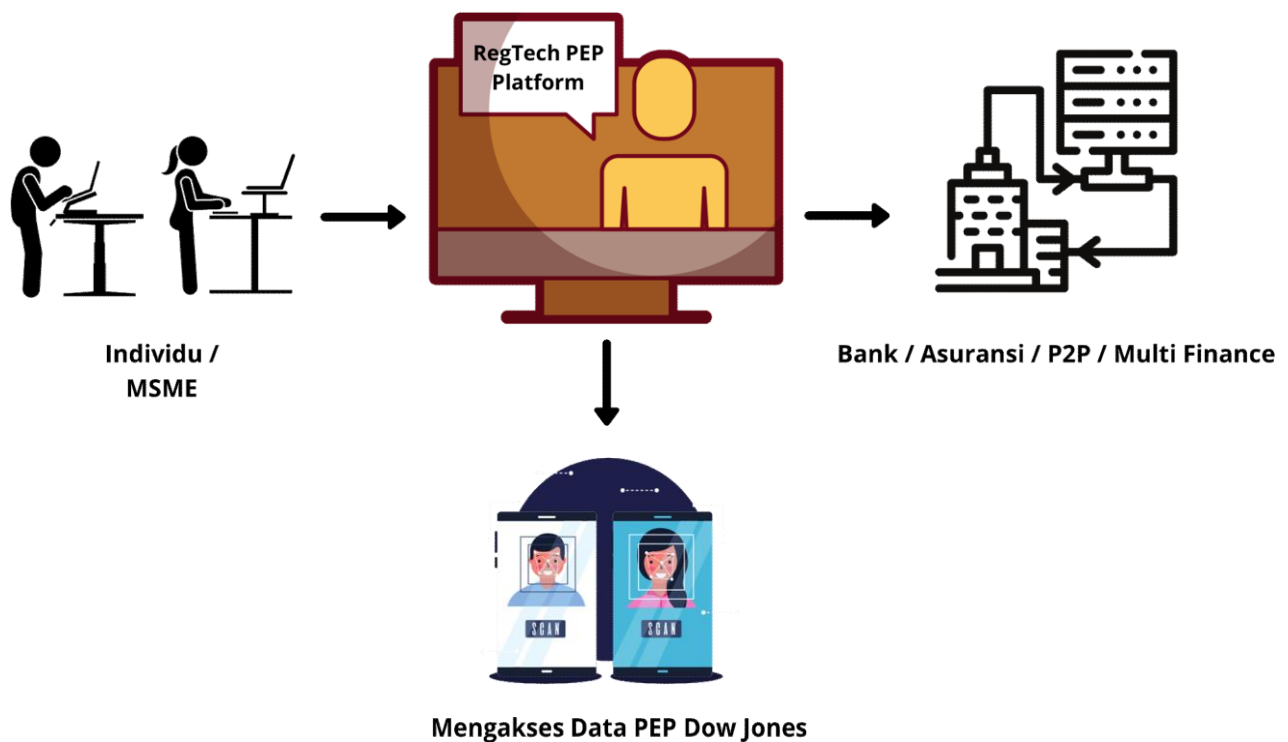 RegTech PEP
Platform
Individu /
MSME
Bank / Asuransi / P2P / Multi Finance
SCAN
SCAN
Mengakses Data PEP Dow Jones